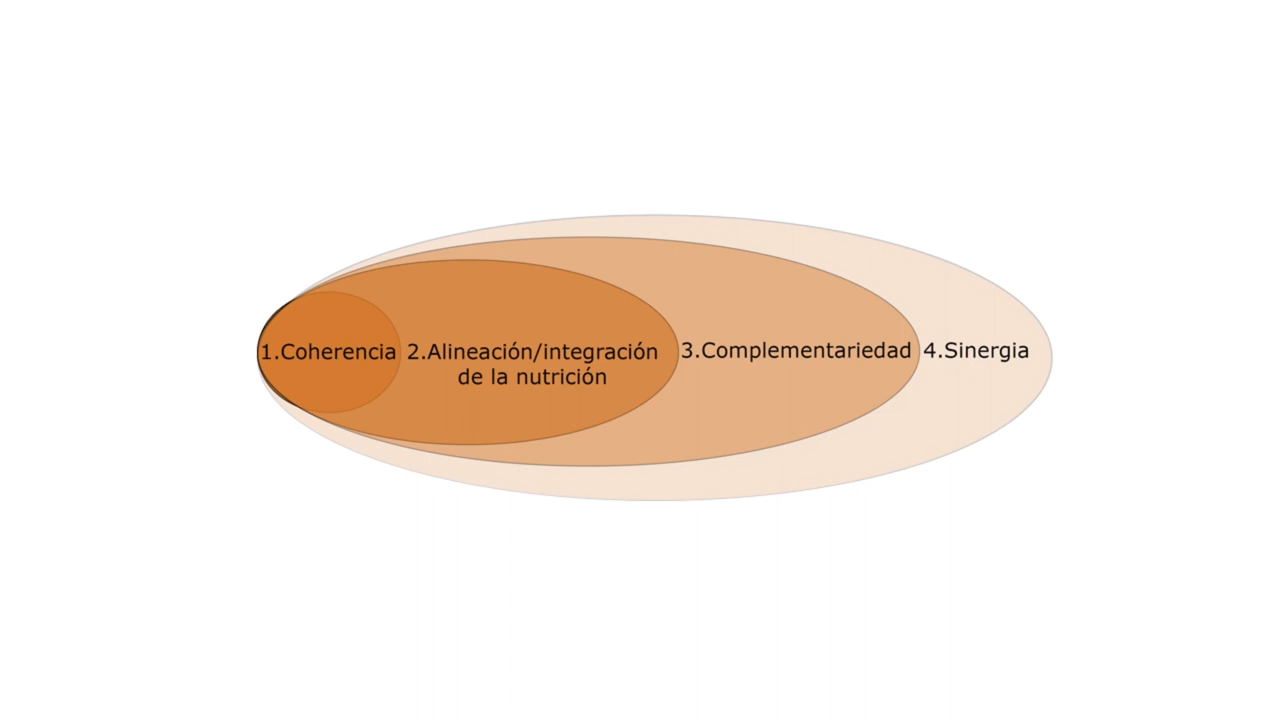 1.Coherencia
2.Alineación/integración
de la nutrición
3.Complementariedad
4.Sinergia